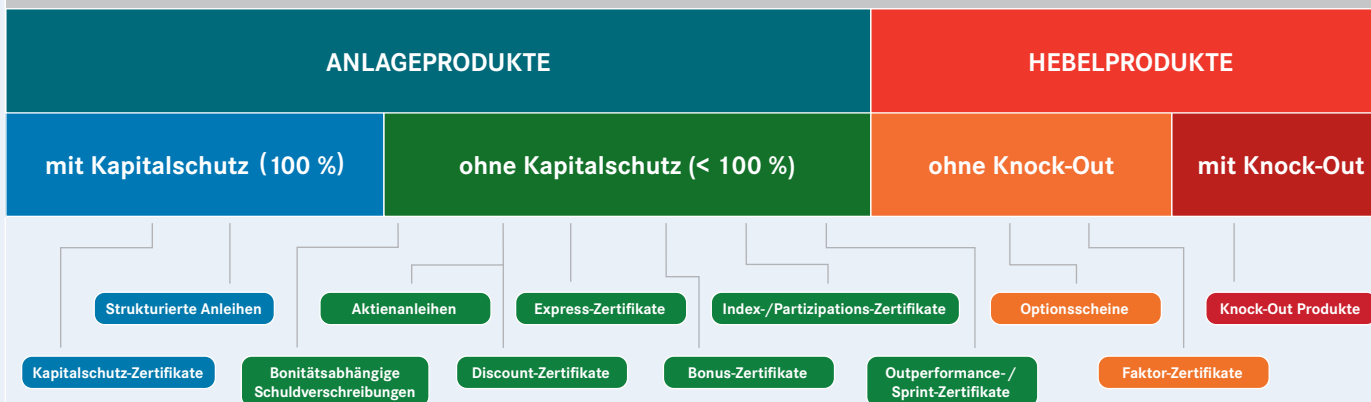 ANLAGEPRODUKTE
HEBELPRODUKTE
mit Kapitalschutz (100 %)
ohne Kapitalschutz (< 100 %)
ohne Knock-Out
mit Knock-Out
Strukturierte Anleihen
Aktienanleihen
Express-Zertifikate
Index-/Partizipations-Zertifikate
Optionsscheine
Knock-Out Produkte
Kapitalschutz-Zertifikate
Bonitätsabhängige
Schuldverschreibungen
Discount-Zertifikate
Bonus-Zertifikate
Outperformance-/
Sprint-Zertifikate
Faktor-Zertifikate